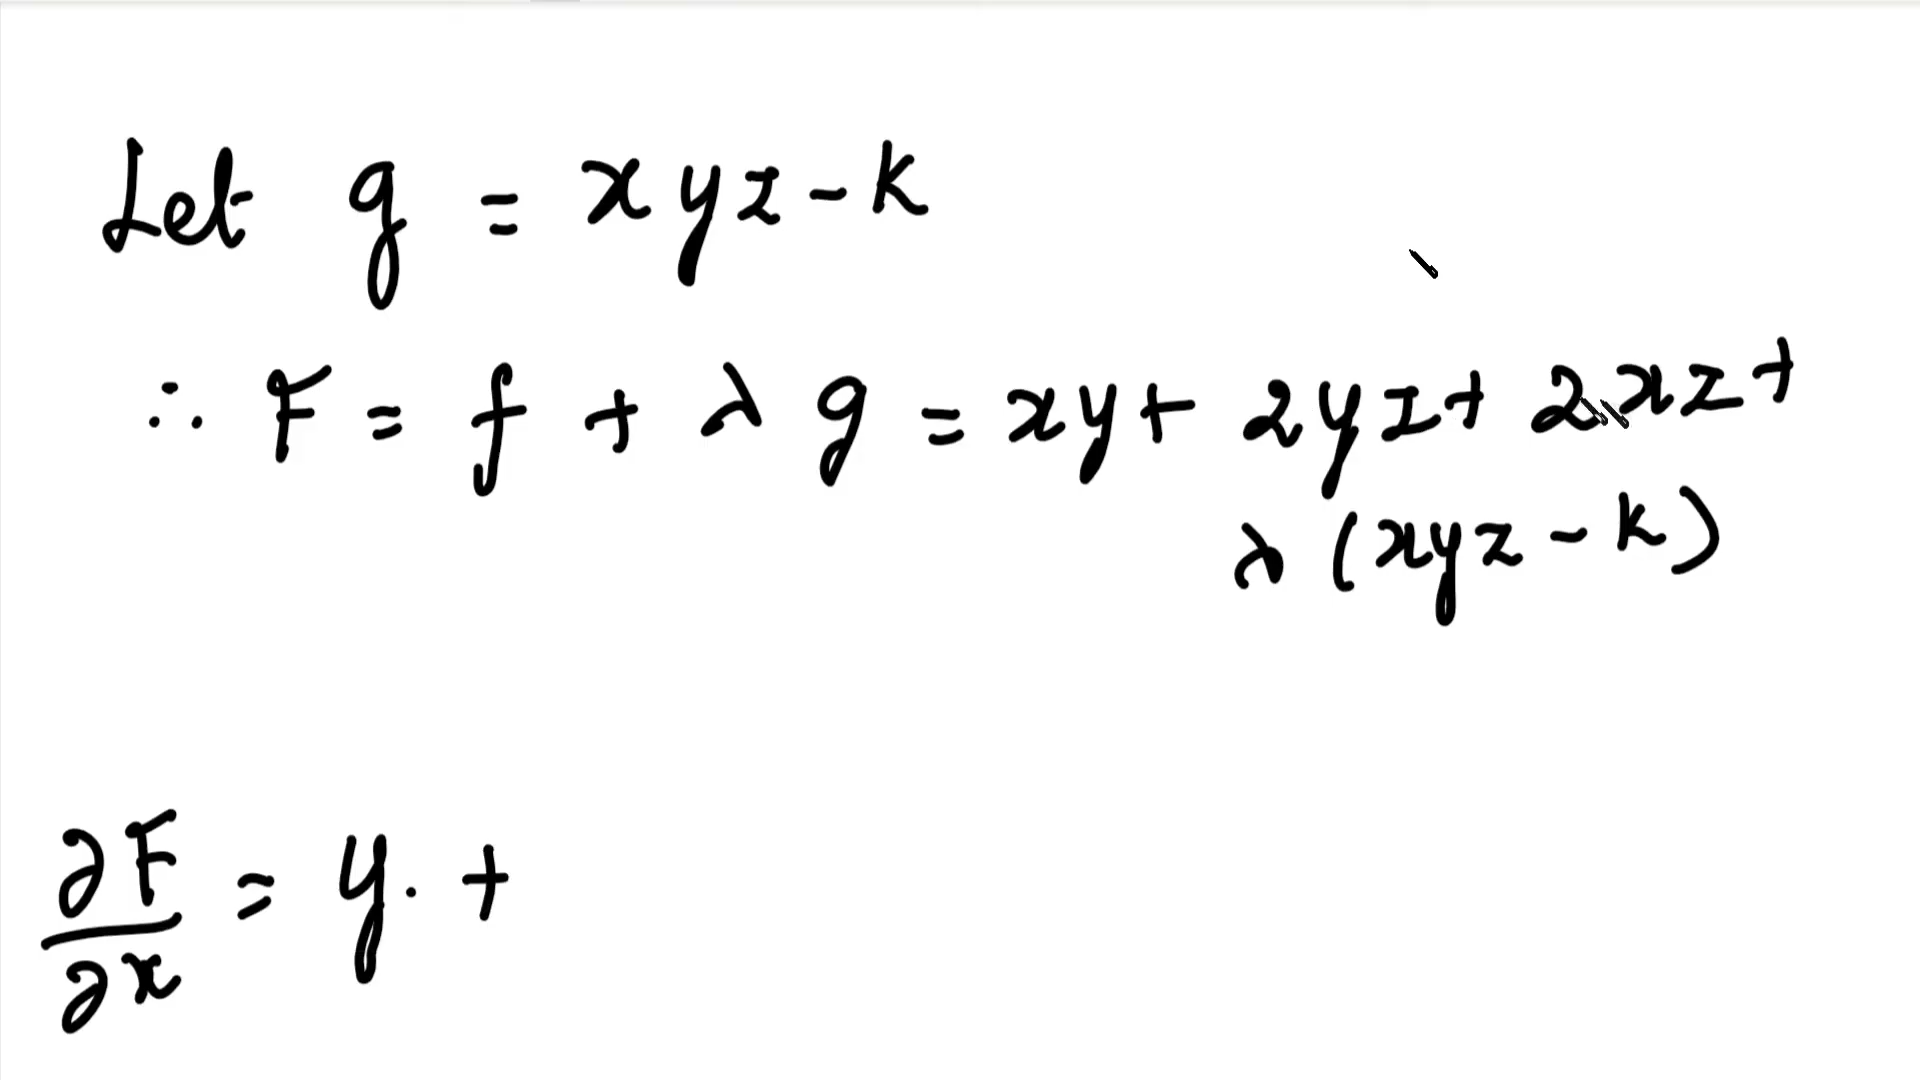 Let g = xyz - k
∴ F = f + λ g = xy + 2yz + 2xz +
λ (xyz - k)
∂F/∂x = y. +